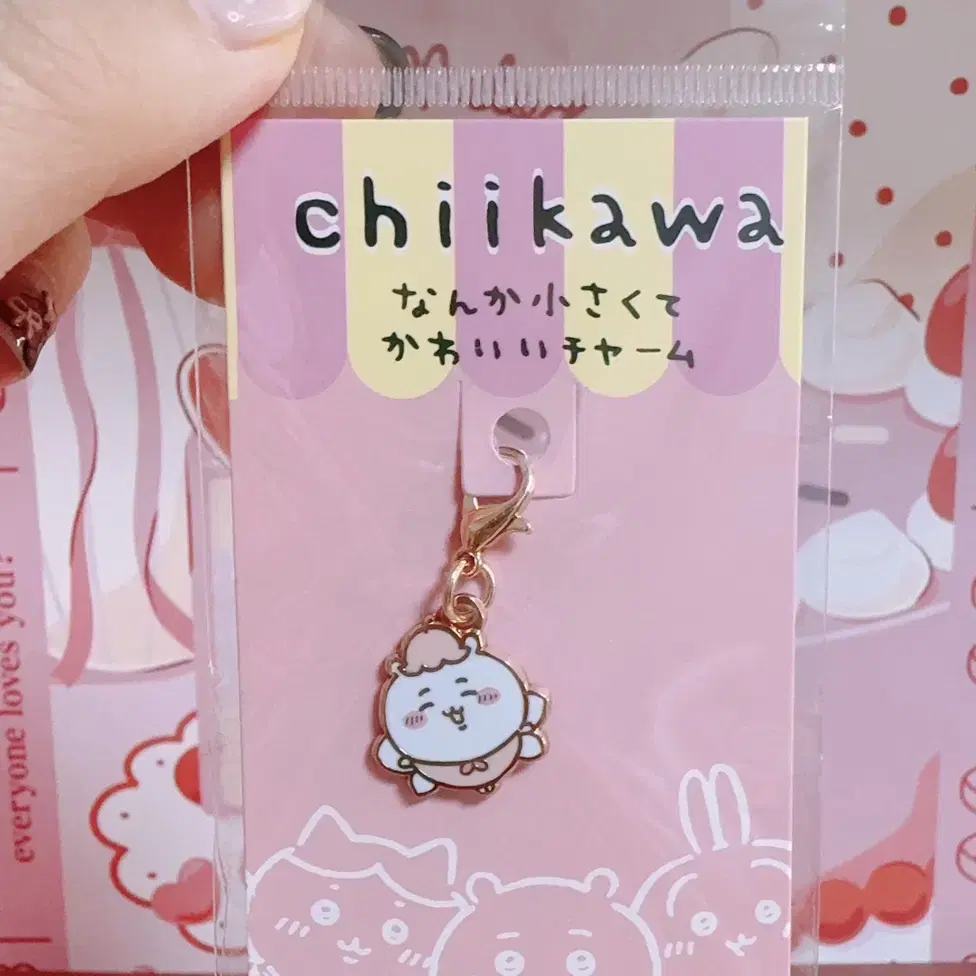 chiikawa
なんか小さくて
かわいいチャーム
everyone loves you?